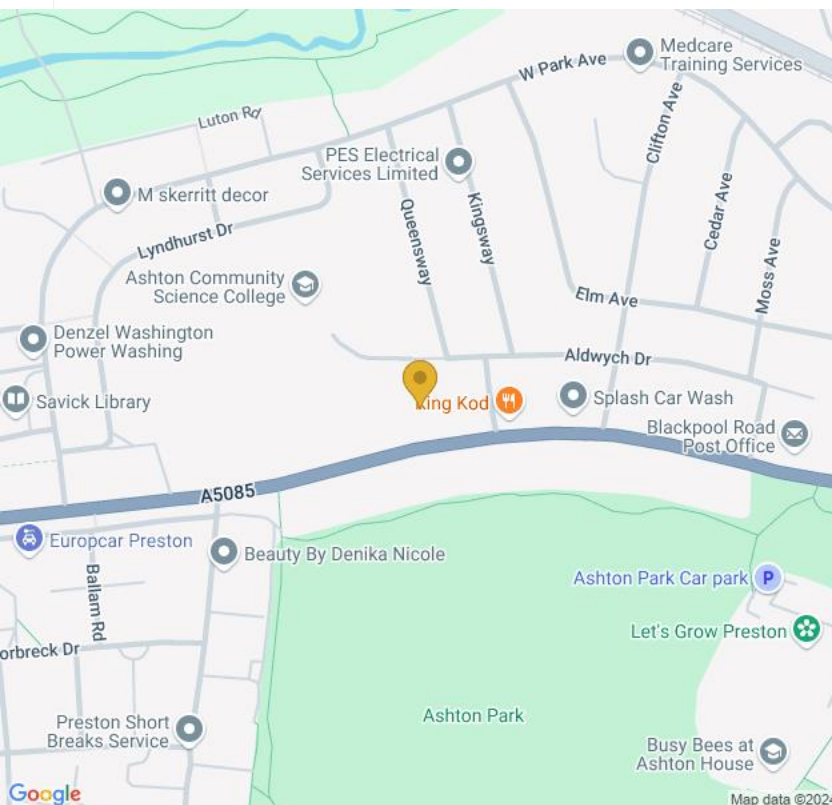 Medcare
Training Services
W Park Ave
Luton Rd
Clifton Ave
PES Electrical
Services Limited
M skerritt decor
Cedar Ave
Queensway
Kingsway
Lyndhurst Dr
Moss Ave
Ashton Community
Science College
Elm Ave
Denzel Washington
Power Washing
Aldwych Dr
Savick Library
King Kod
Splash Car Wash
Blackpool Road
Post Office
A5085
Europcar Preston
Beauty By Denika Nicole
Ashton Park Car park
P
Ballam Rd
Let's Grow Preston
orbreck Dr
Ashton Park
Preston Short
Breaks Service
Busy Bees at
Ashton House
Google
Map data ©2024